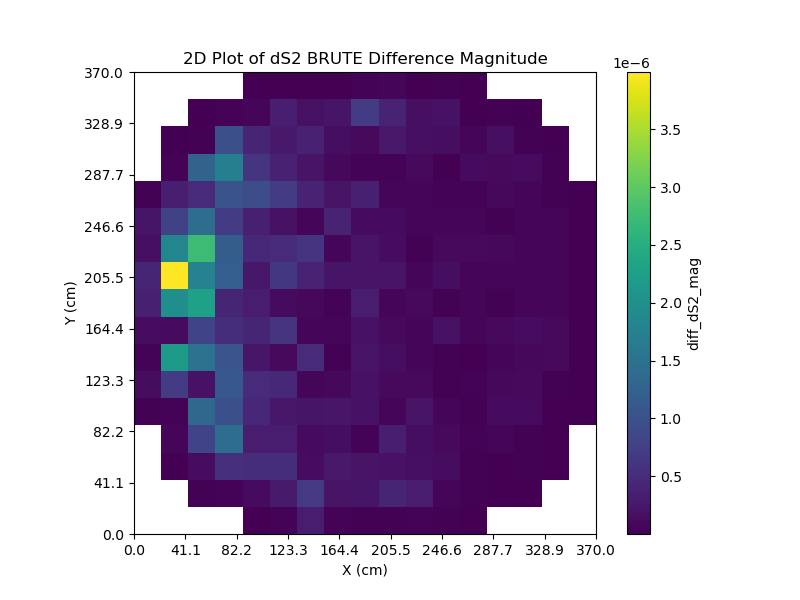 2D Plot of dS2 BRUTE Difference Magnitude
1e−6
370.0
328.9
287.7
246.6
205.5
164.4
123.3
82.2
41.1
0.0
Y (cm)
0.0 41.1 82.2 123.3 164.4 205.5 246.6 287.7 328.9 370.0
X (cm)
3.5
3.0
2.5
2.0
1.5
1.0
0.5
diff_dS2_mag